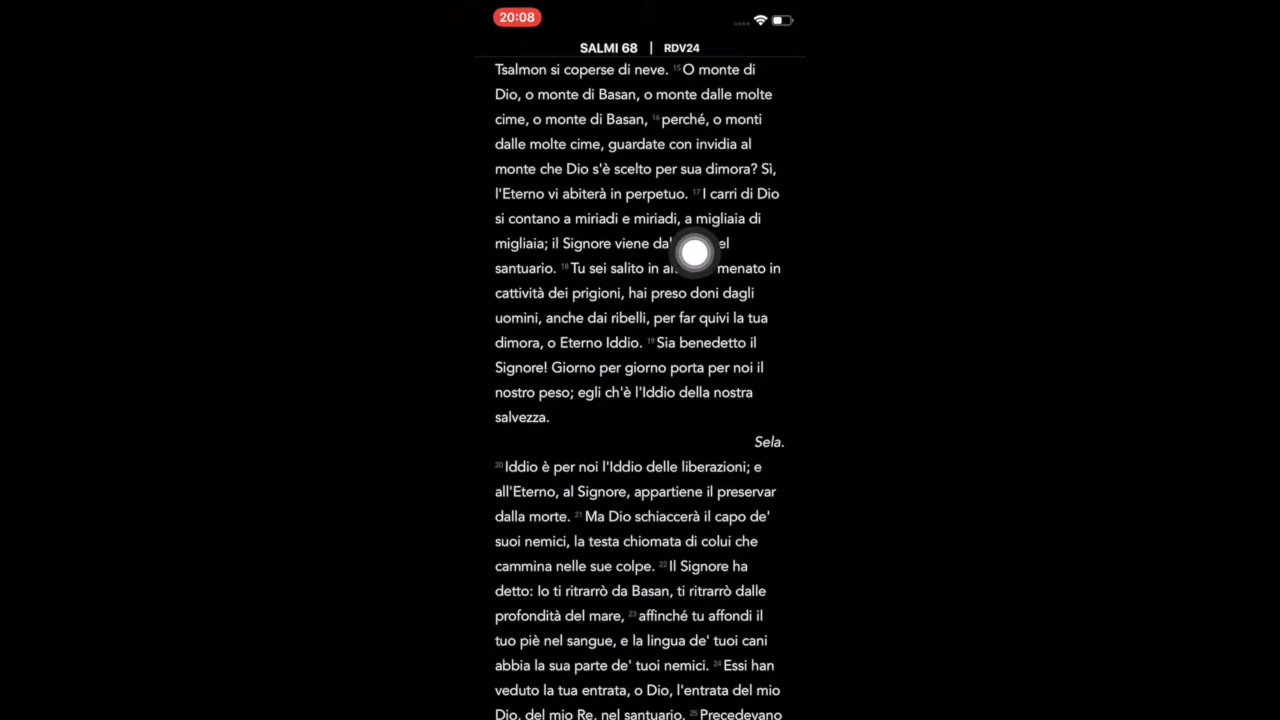 20:08
SALMI 68 | RDV24
Tsalmon si coperse di neve. 15 O monte di
Dio, o monte di Basan, o monte dalle molte
cime, o monte di Basan, 16 perché, o monti
dalle molte cime, guardate con invidia al
monte che Dio s'è scelto per sua dimora? Sì,
l'Eterno vi abiterà in perpetuo. 17 I carri di Dio
si contano a miriadi e miriadi, a migliaia di
migliaia; il Signore viene dal
santuario. 18 Tu sei salito in menato in
cattività dei prigioni, hai preso doni dagli
uomini, anche dai ribelli, per far quivi la tua
dimora, o Eterno Iddio. 19 Sia benedetto il
Signore! Giorno per giorno porta per noi il
nostro peso; egli ch'è l'Iddio della nostra
salvezza.
Sela.
20 Iddio è per noi l'Iddio delle liberazioni; e
all'Eterno, al Signore, appartiene il preservar
dalla morte. 21 Ma Dio schiaccerà il capo de'
suoi nemici, la testa chiomata di colui che
cammina nelle sue colpe. 22 Il Signore ha
detto: Io ti ritrarrò da Basan, ti ritrarrò dalle
profondità del mare, 23 affinché tu affondi il
tuo piè nel sangue, e la lingua de' tuoi cani
abbia la sua parte de' tuoi nemici. 24 Essi han
veduto la tua entrata, o Dio, l'entrata del mio
Dio, del mio Re, nel santuario. 25 Precedevano